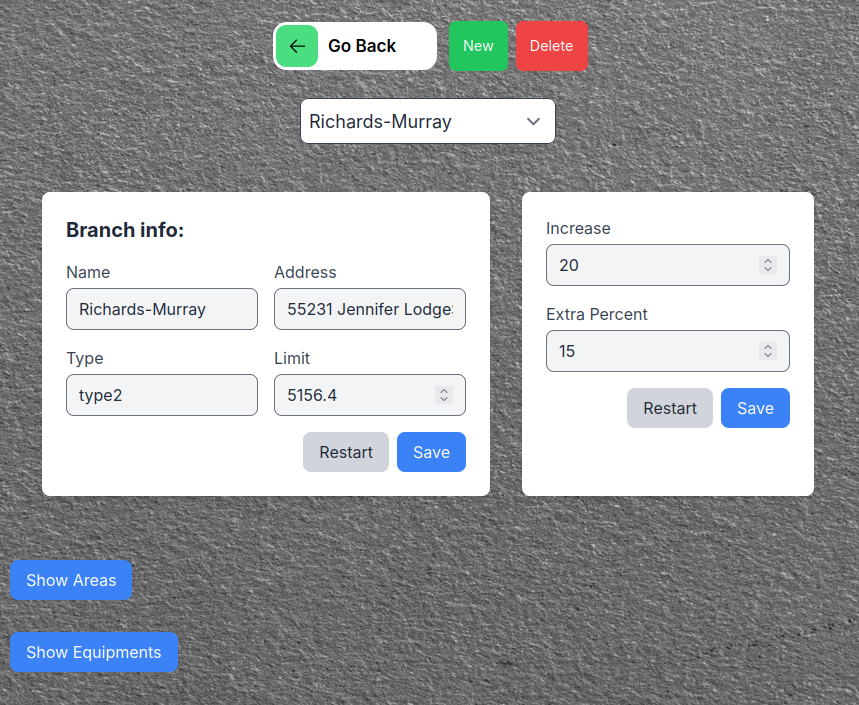 Go Back
New
Delete
Richards-Murray
Branch info:
Name
Address
Richards-Murray
55231 Jennifer Lodge
Type
Limit
type2
5156.4
Restart
Save
Increase
20
Extra Percent
15
Restart
Save
Show Areas
Show Equipments